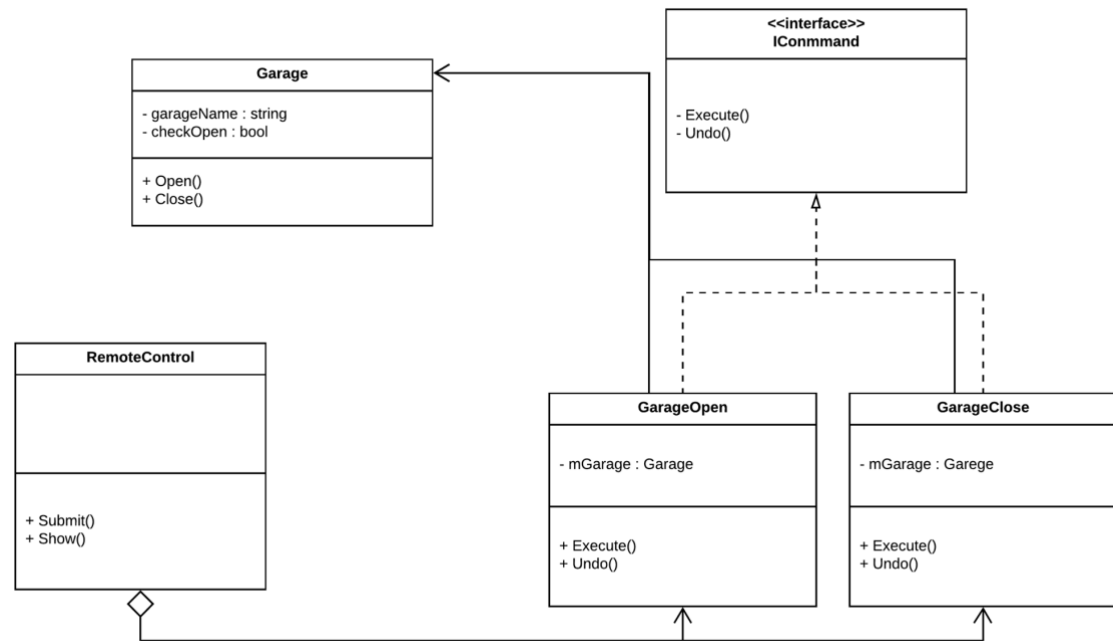 <<interface>>
IConmmand
- Execute()
- Undo()
Garage
- garageName : string
- checkOpen : bool
+ Open()
+ Close()
RemoteControl
+ Submit()
+ Show()
GarageOpen
- mGarage : Garage
+ Execute()
+ Undo()
GarageClose
- mGarage : Garege
+ Execute()
+ Undo()